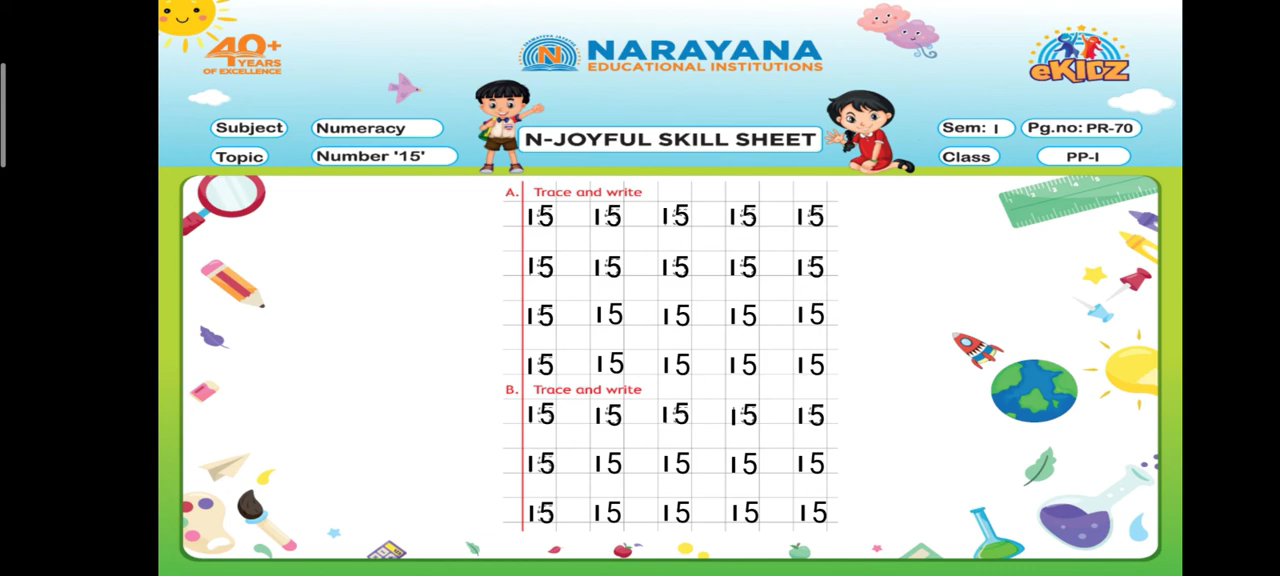 40+
YEARS
OF EXCELLENCE
N NARAYANA
EDUCATIONAL INSTITUTIONS
eKIDZ
Subject Numeracy
Topic Number '15'
N-JOYFUL SKILL SHEET
Sem: I Pg.no: PR-70
Class PP-I
A. Trace and write
15 15 15 15 15
15 15 15 15 15
15 15 15 15 15
15 15 15 15 15
B. Trace and write
15 15 15 15 15
15 15 15 15 15
15 15 15 15 15